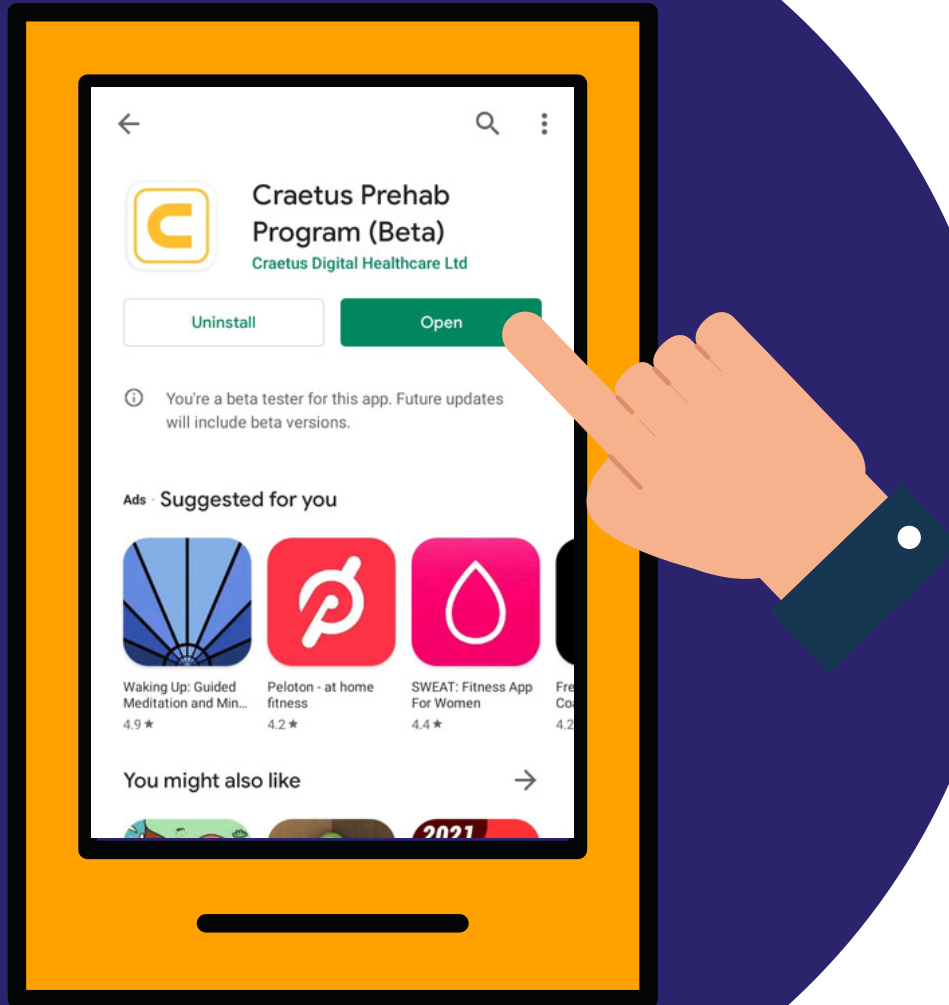 Craetus Prehab
Program (Beta)
Craetus Digital Healthcare Ltd
Uninstall
Open
You're a beta tester for this app. Future updates
will include beta versions.
Ads · Suggested for you
Waking Up: Guided
Meditation and Min...
4.9 ★
Peloton - at home
fitness
4.2 ★
SWEAT: Fitness App
For Women
4.4 ★
4.2
You might also like
2021